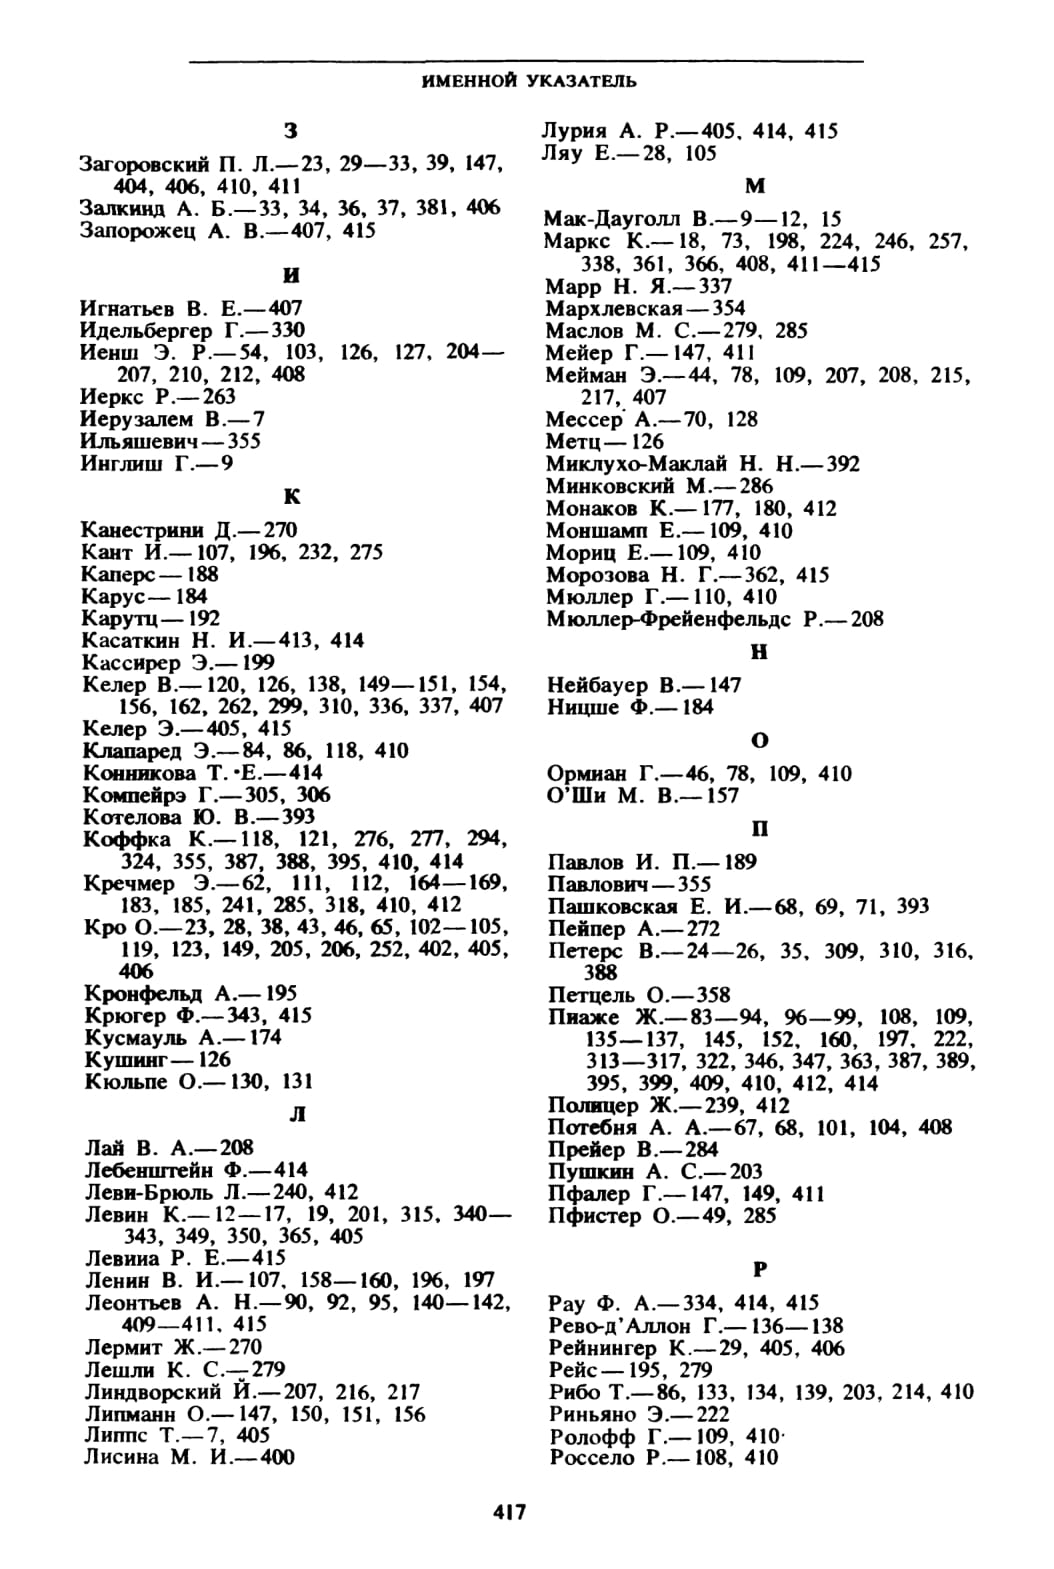 ИМЕННОЙ УКАЗАТЕЛЬ
З
Загоровский П. Л.—23, 29—33, 39, 147,
404, 406, 410, 411
Залкинд А. Б.—33, 34, 36, 37, 381, 406
Запорожец А. В.—407, 415
И
Игнатьев В. Е.—407
Идельбергер Г.—330
Иенш Э. Р.—54, 103, 126, 127, 204—
207, 210, 212, 408
Иеркс Р.—263
Иерузалем В.—7
Ильяшевич—355
Инглиш Г.—9
К
Канестрини Д.—270
Кант И.—107, 196, 232, 275
Каперс—188
Карус—184
Карутц—192
Касаткин Н. И.—413, 414
Кассирер Э.—199
Келер В.—120, 126, 138, 149—151, 154,
156, 162, 262, 299, 310, 336, 337, 407
Келер Э.—405, 415
Клапаред Э.—84, 86, 118, 410
Конникова Т. Е.—414
Компейрэ Г.—305, 306
Котелова Ю. В.—393
Коффка К.—118, 121, 276, 277, 294,
324, 355, 387, 388, 395, 410, 414
Кречмер Э.—62, 111, 112, 164—169,
183, 185, 241, 285, 318, 410, 412
Кро О.—23, 28, 38, 43, 46, 65, 102—105,
119, 123, 149, 205, 206, 252, 402, 405,
406
Кронфельд А.—195
Крюгер Ф.—343, 415
Кусмауль А.—174
Кушинг—126
Кюльпе О.—130, 131
Л
Лай В. А.—208
Лебенштейн Ф.—414
Леви-Брюль Л.—240, 412
Левин К.—12—17, 19, 201, 315, 340—
343, 349, 350, 365, 405
Левина Р. Е.—415
Ленин В. И.—107, 158—160, 196, 197
Леонтьев А. Н.—90, 92, 95, 140—142,
409—411, 415
Лермит Ж.—270
Лешли К. С.—279
Линдворский Й.—207, 216, 217
Липманн О.—147, 150, 151, 156
Липпс Т.—7, 405
Лисина М. И.—400
Лурия А. Р.—405, 414, 415
Ляу Е.—28, 105
М
Мак-Дауголл В.—9—12, 15
Маркс К.—18, 73, 198, 224, 246, 257,
338, 361, 366, 408, 411—415
Марр Н. Я.—337
Мархлевская—354
Маслов М. С.—279, 285
Мейер Г.—147, 411
Мейман Э.—44, 78, 109, 207, 208, 215,
217, 407
Мессер А.—70, 128
Метц—126
Миклухо-Маклай Н. Н.—392
Минковский М.—286
Монаков К.—177, 180, 412
Моншамп Е.—109, 410
Мориц Е.—109, 410
Морозова Н. Г.—362, 415
Мюллер Г.—110, 410
Мюллер-Фрейенфельдс Р.—208
Н
Нейбауер В.—147
Ницше Ф.—184
О
Ормиан Г.—46, 78, 109, 410
О'Ши М. В.—157
П
Павлов И. П.—189
Павлович—355
Пашковская Е. И.—68, 69, 71, 393
Пейпер А.—272
Петерс В.—24—26, 35, 309, 310, 316,
388
Петцель О.—358
Пиаже Ж.—83—94, 96—99, 108, 109,
135—137, 145, 152, 160, 197, 222,
313—317, 322, 346, 347, 363, 387, 389,
395, 399, 409, 410, 412, 414
Полицер Ж.—239, 412
Потебня А. А.—67, 68, 101, 104, 408
Прейер В.—284
Пушкин А. С.—203
Пфалер Г.—147, 149, 411
Пфистер О.—49, 285
Р
Рау Ф. А.—334, 414, 415
Рево-д'Аллон Г.—136—138
Рейнингер К.—29, 405, 406
Рейс—195, 279
Рибо Т.—86, 133, 134, 139, 203, 214, 410
Риньяно Э.—222
Ролофф Г.—109, 410
Россело Р.—108, 410
417